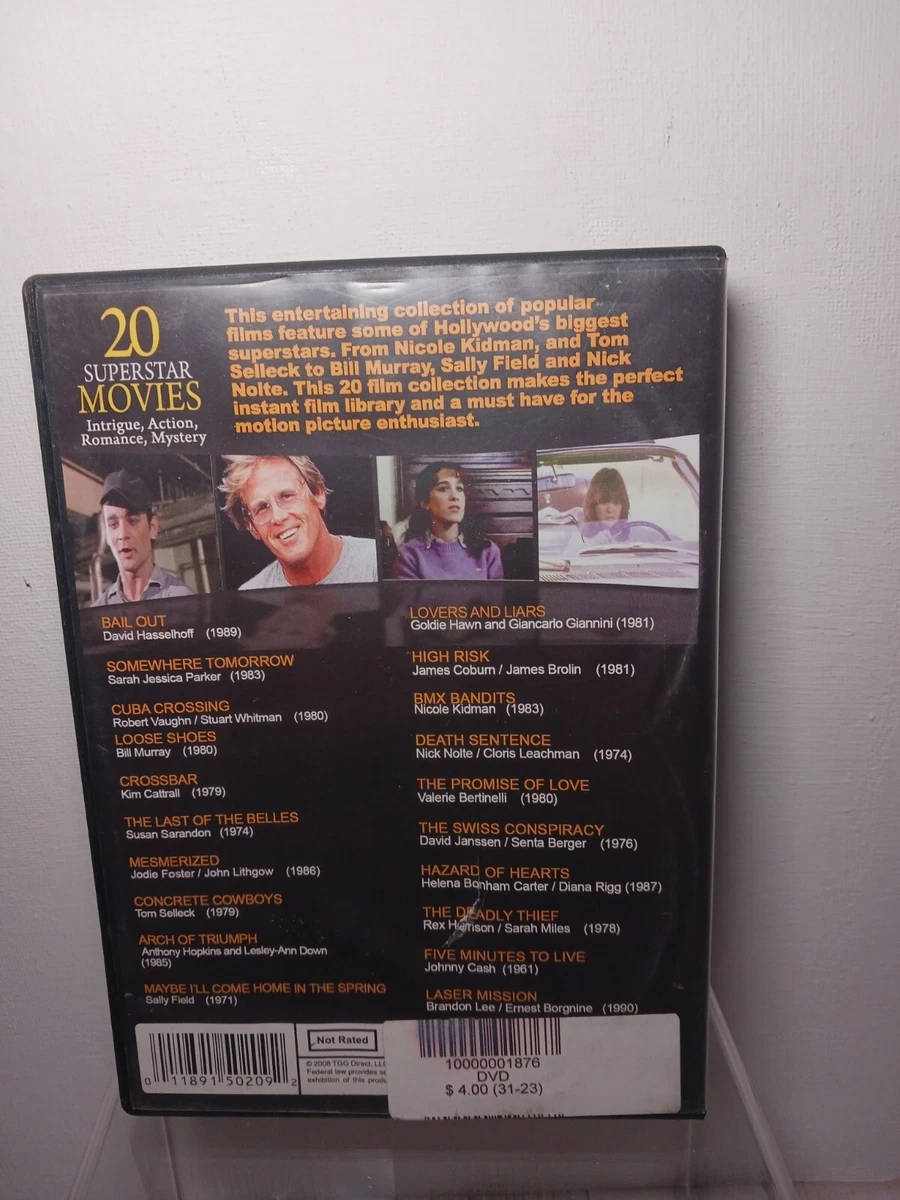 20
SUPERSTAR
MOVIES
Intrigue, Action,
Romance, Mystery
This entertaining collection of popular
films feature some of Hollywood's biggest
superstars. From Nicole Kidman, and Tom
Selleck to Bill Murray, Sally Field and Nick
Nolte. This 20 film collection makes the perfect
instant film library and a must have for the
motion picture enthusiast.
BAIL OUT
David Hasselhoff (1989)
SOMEWHERE TOMORROW
Sarah Jessica Parker (1983)
CUBA CROSSING
Robert Vaughn / Stuart Whitman (1980)
LOOSE SHOES
Bill Murray (1980)
CROSSBAR
Kim Cattrall (1979)
THE LAST OF THE BELLES
Susan Sarandon (1974)
MESMERIZED
Jodie Foster / John Lithgow (1986)
CONCRETE COWBOYS
Tom Selleck (1979)
ARCH OF TRIUMPH
Anthony Hopkins and Lesley-Ann Down
(1985)
MAYBE I'LL COME HOME IN THE SPRING
Sally Field (1971)
LOVERS AND LIARS
Goldie Hawn and Giancarlo Giannini (1981)
HIGH RISK
James Coburn / James Brolin (1981)
BMX BANDITS
Nicole Kidman (1983)
DEATH SENTENCE
Nick Nolte / Cloris Leachman (1974)
THE PROMISE OF LOVE
Valerie Bertinelli (1980)
THE SWISS CONSPIRACY
David Janssen / Senta Berger (1976)
HAZARD OF HEARTS
Helena Bonham Carter / Diana Rigg (1987)
THE DEADLY THIEF
Rex Harrison / Sarah Miles (1978)
FIVE MINUTES TO LIVE
Johnny Cash (1961)
LASER MISSION
Brandon Lee / Ernest Borgnine (1990)
0 11891 50209 2
Not Rated
© 2008 TGG Direct, LLC
Federal law provides
exhibition of this
10000001876
DVD
$ 4.00 (31-23)